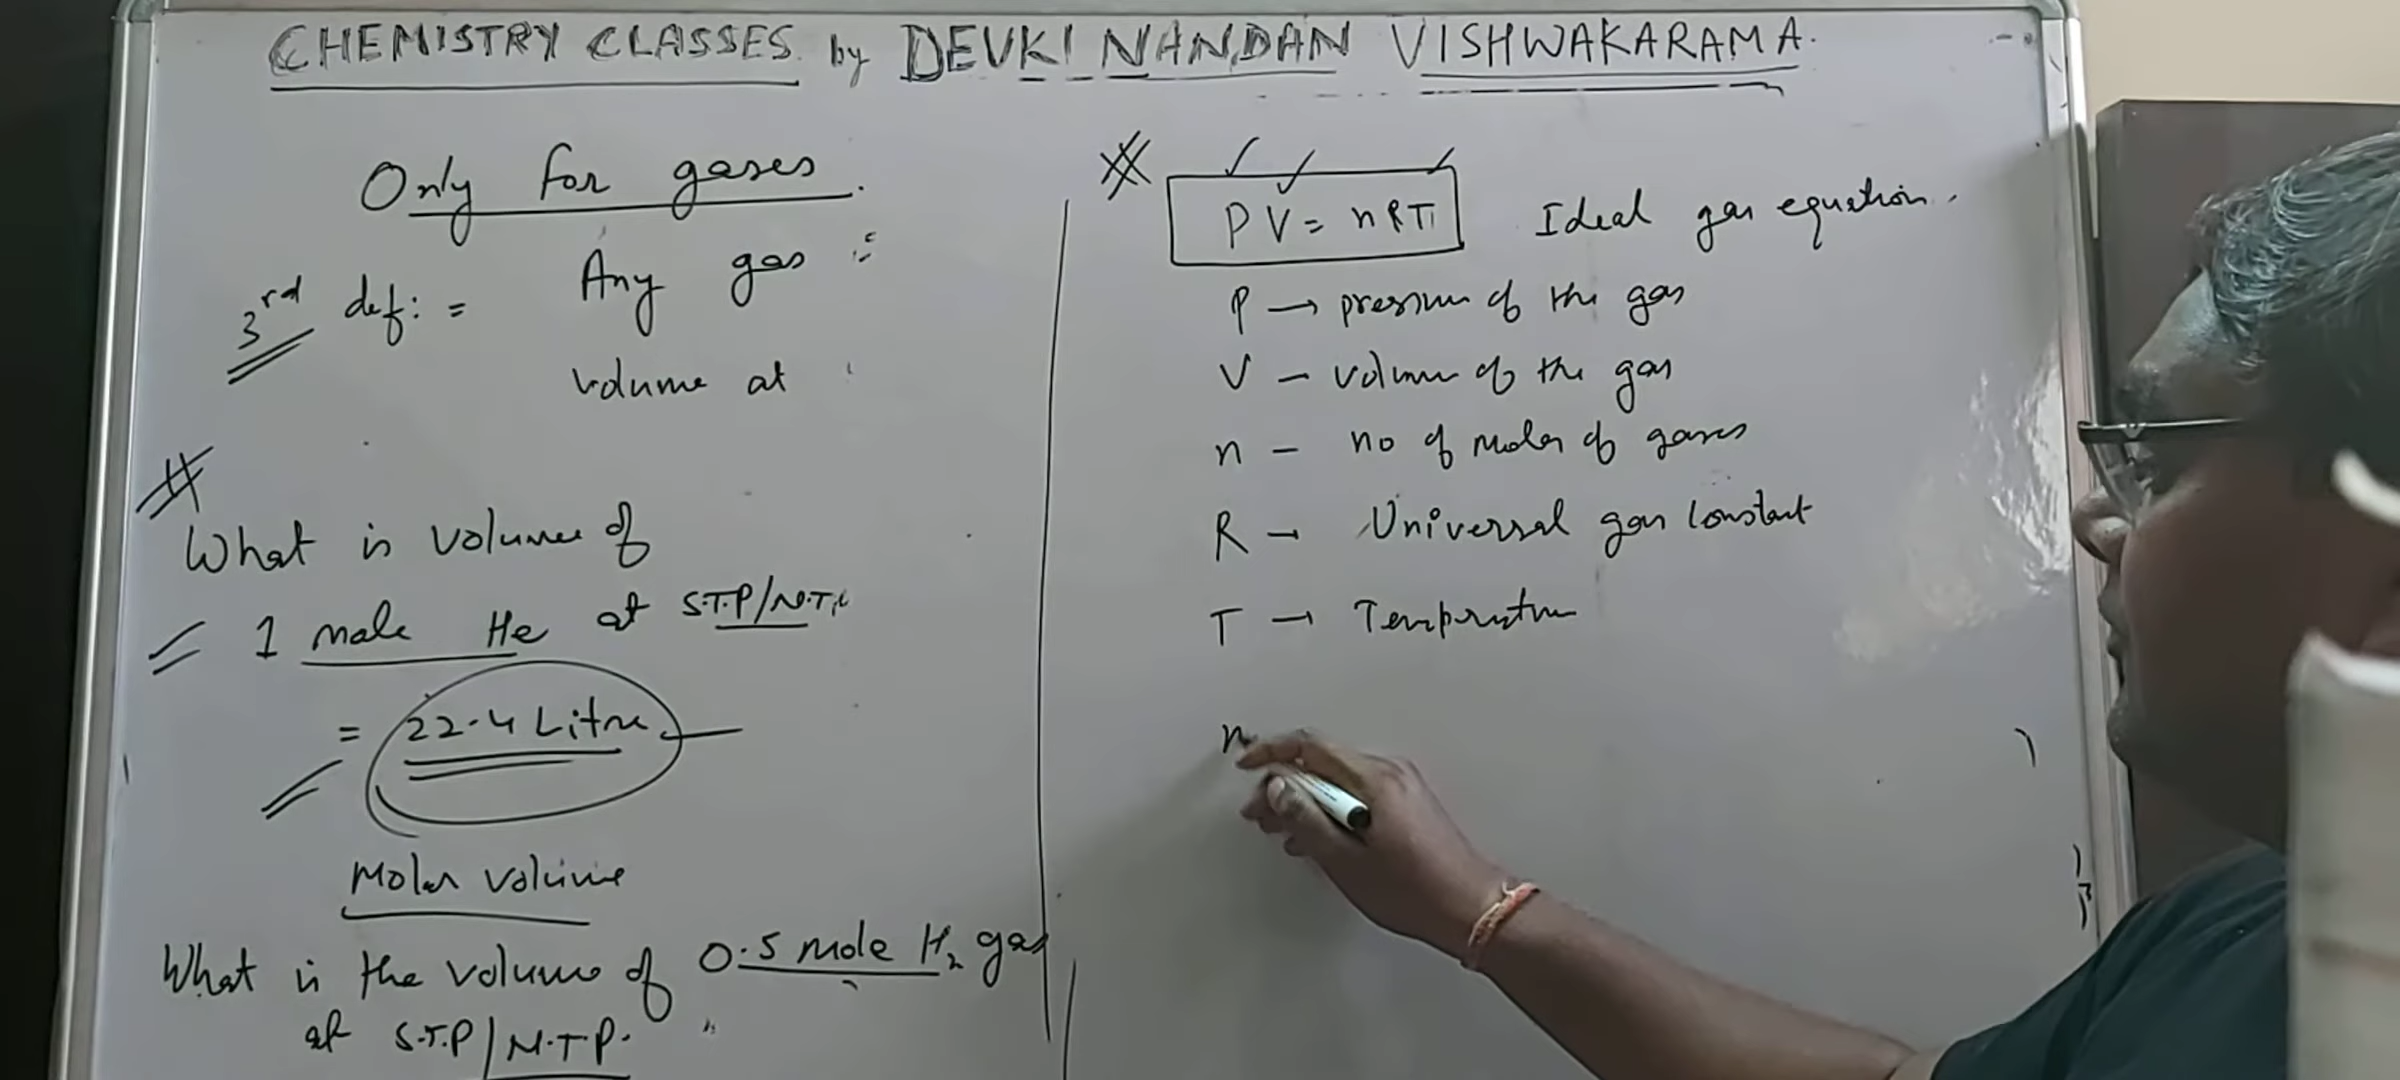 CHEMISTRY CLASSES by DEVKI NANDAN VISHWAKARAMA.
Only for gases.
3rd def: = Any gas
volume at
What is volume of
1 mole He at S.T.P/N.T.
= 22.4 Litre
Molar volume
What is the volume of 0.5 mole H2 gas
at S.T.P/N.T.P.
PV = nRT Ideal gas equation.
P → pressure of the gas
V - volume of the gas
n - no of moles of gases
R - Universal gas constant
T → Temperature
n